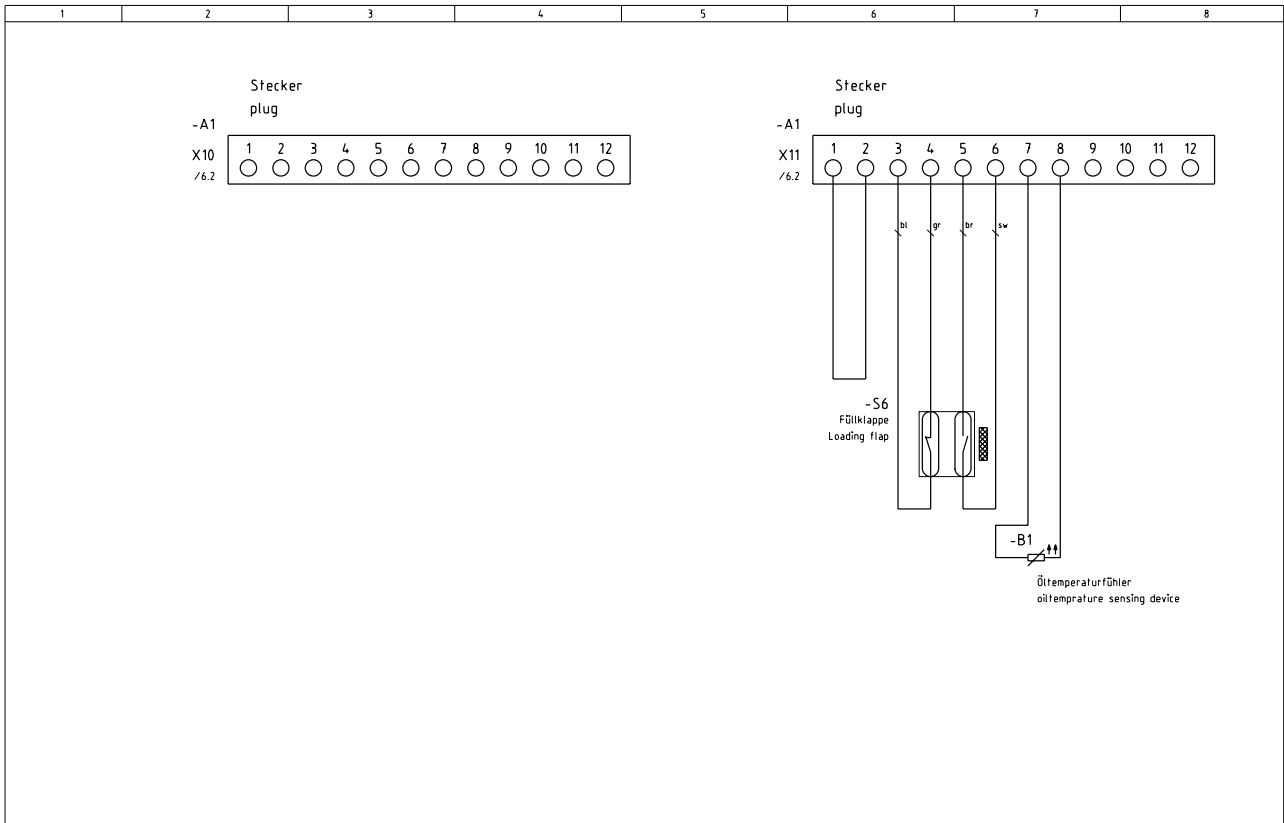 1 2 3 4 5 6 7 8
Stecker
plug
-A1
X10
/6.2
1 2 3 4 5 6 7 8 9 10 11 12
Stecker
plug
-A1
X11
/6.2
1 2 3 4 5 6 7 8 9 10 11 12
bl gr br sw
-S6
Füllklappe
Loading flap
-B1
Öltemperaturfühler
oiltemprature sensing device